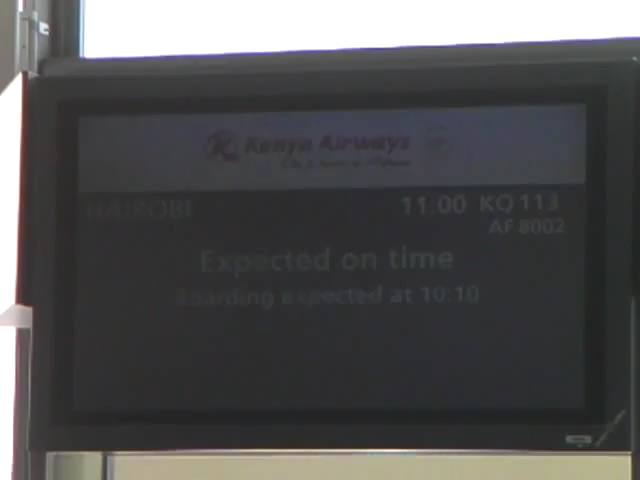 Kenya Airways
NAIROBI 11:00 KQ 113
AF 8002
Expected on time
Boarding expected at 10:10